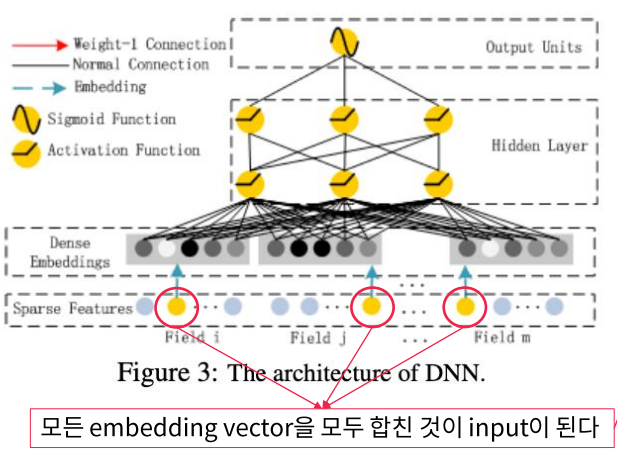 Weight-1 Connection
Normal Connection
Embedding
Sigmoid Function
Activation Function
Output Units
Hidden Layer
Dense
Embeddings
...
Sparse Features
... ... ... ...
Field i Field j ... Field m
Figure 3: The architecture of DNN.
모든 embedding vector을 모두 합친 것이 input이 된다